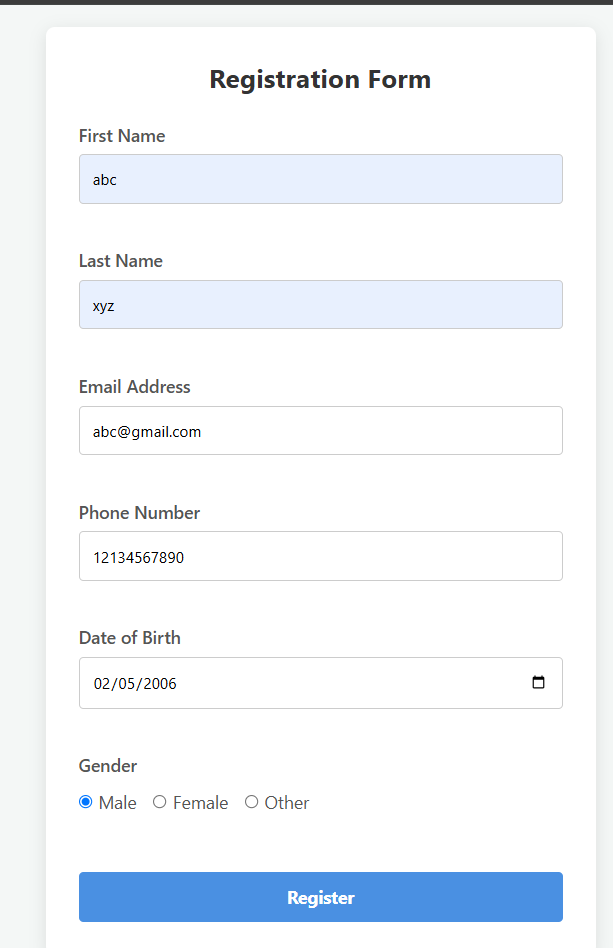 Registration Form
First Name
abc
Last Name
xyz
Email Address
abc@gmail.com
Phone Number
12134567890
Date of Birth
02/05/2006
Gender
Male Female Other
Register